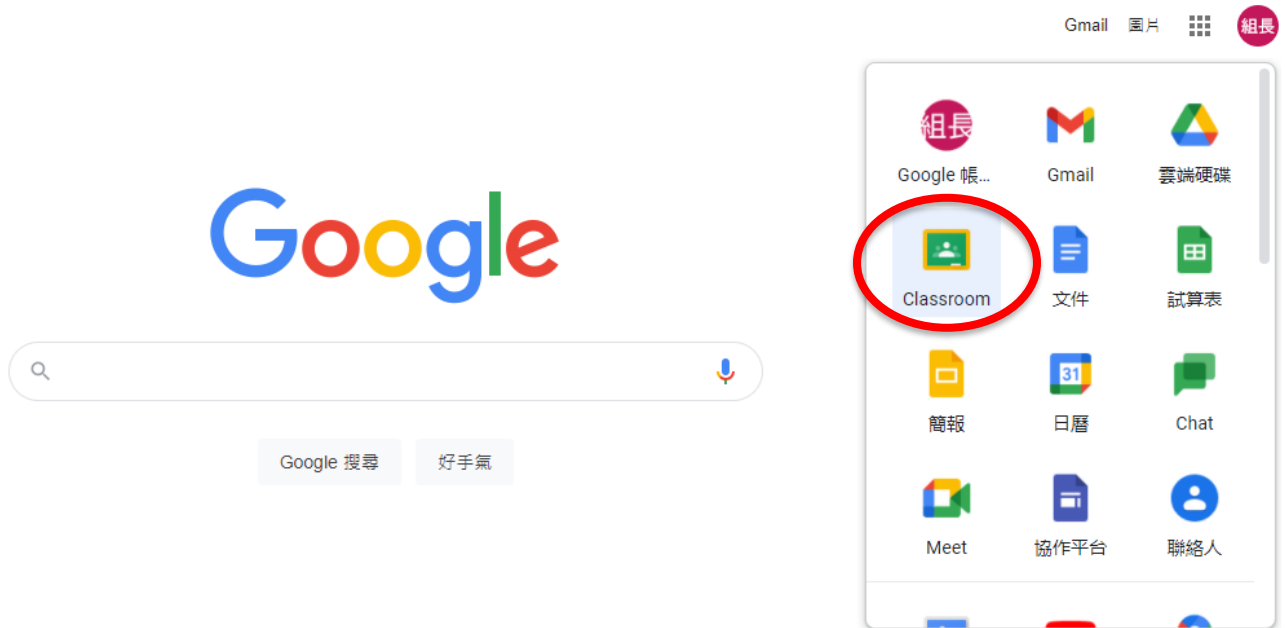 Gmail 圖片 組長
組長
Google 帳... Gmail 雲端硬碟
Google
Classroom 文件 試算表
31
簡報 日曆 Chat
Google 搜尋 好手氣
Meet 協作平台 聯絡人